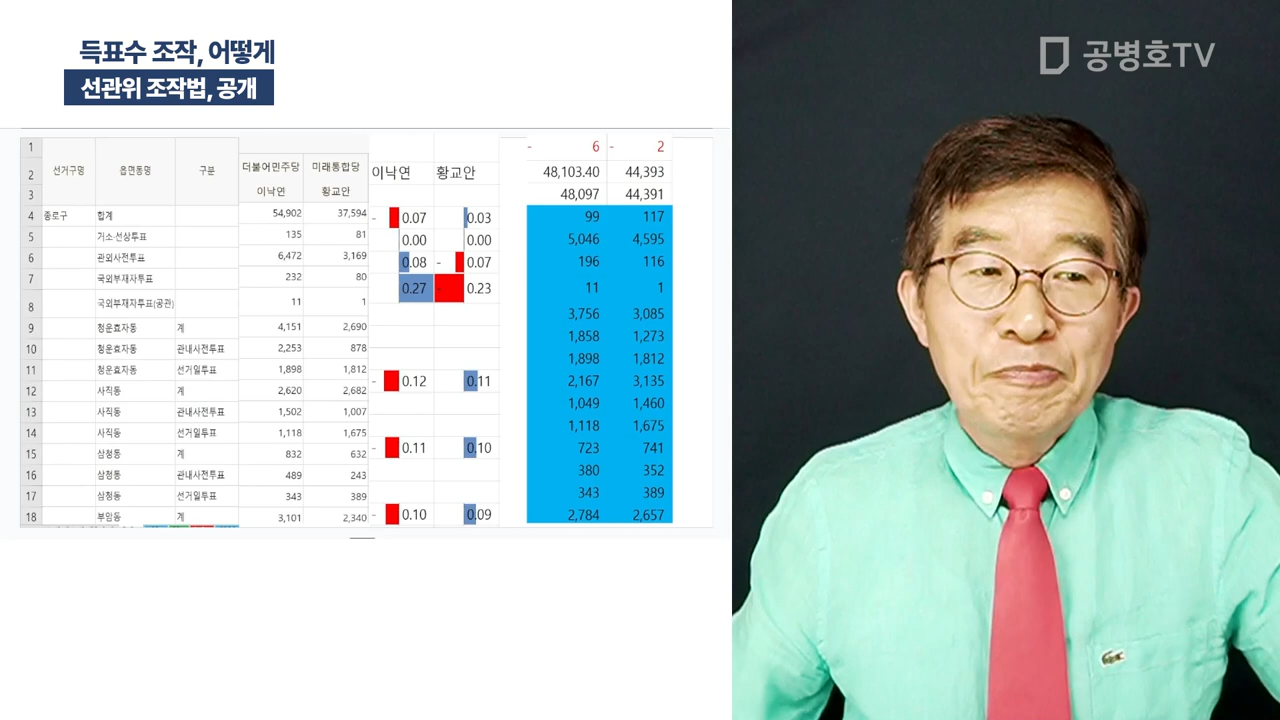 득표수 조작, 어떻게
선관위 조작법, 공개
공병호TV
1
2 선거구명 읍면동명 구분 더불어민주당 미래통합당
3 이낙연 황교안
4 종로구 합계 54,902 37,594
5 거소·선상투표 135 81
6 관외사전투표 6,472 3,169
7 국외부재자투표 232 80
8 국외부재자투표(공관) 11 1
9 청운효자동 계 4,151 2,690
10 청운효자동 관내사전투표 2,253 878
11 청운효자동 선거일투표 1,898 1,812
12 사직동 계 2,620 2,682
13 사직동 관내사전투표 1,502 1,007
14 사직동 선거일투표 1,118 1,675
15 삼청동 계 832 632
16 삼청동 관내사전투표 489 243
17 삼청동 선거일투표 343 389
18 부암동 계 3,101 2,340
이낙연 황교안
- 0.07 0.03
0.00 0.00
0.08 - 0.07
0.27 - 0.23
- 0.12 0.11
- 0.11 0.10
- 0.10 0.09
- 6 - 2
48,103.40 44,393
48,097 44,391
99 117
5,046 4,595
196 116
11 1
3,756 3,085
1,858 1,273
1,898 1,812
2,167 3,135
1,049 1,460
1,118 1,675
723 741
380 352
343 389
2,784 2,657